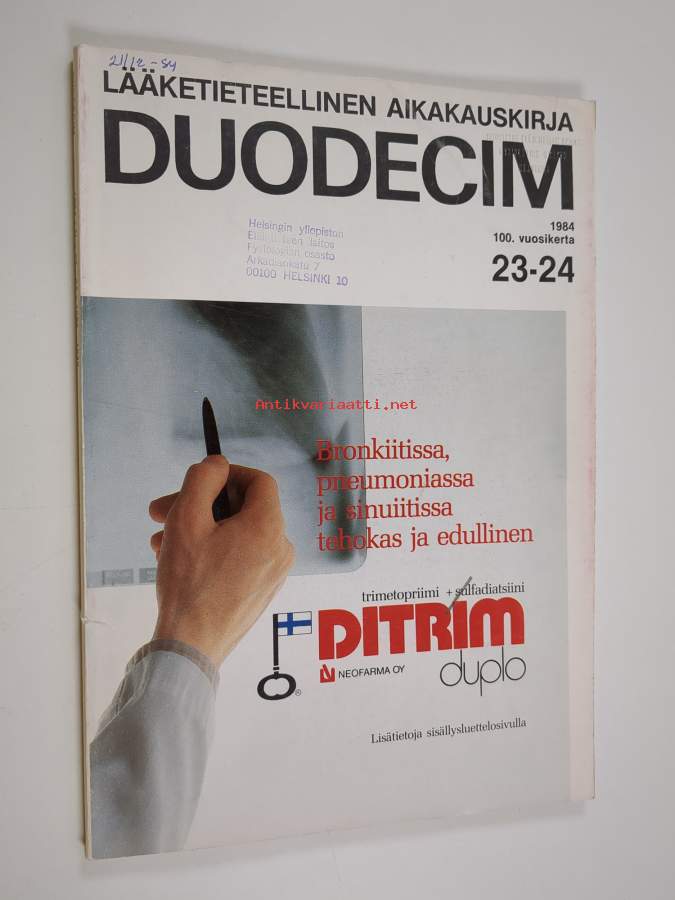 21/12 -84
LÄÄKETIETEELLINEN AIKAKAUSKIRJA
DUODECIM
1984
100. vuosikerta
23-24
Helsingin yliopiston
laitos
Fysiologian osasto
Arkadiankatu 7
00100 HELSINKI 10
Antikvariaatti.net
Bronkiitissa,
pneumoniassa
ja sinuiitissa
tehokas ja edullinen
trimetopriimi + sulfadiatsiini
DITRIM
duplo
NEOFARMA OY
®
Lisätietoja sisällysluettelosivulla